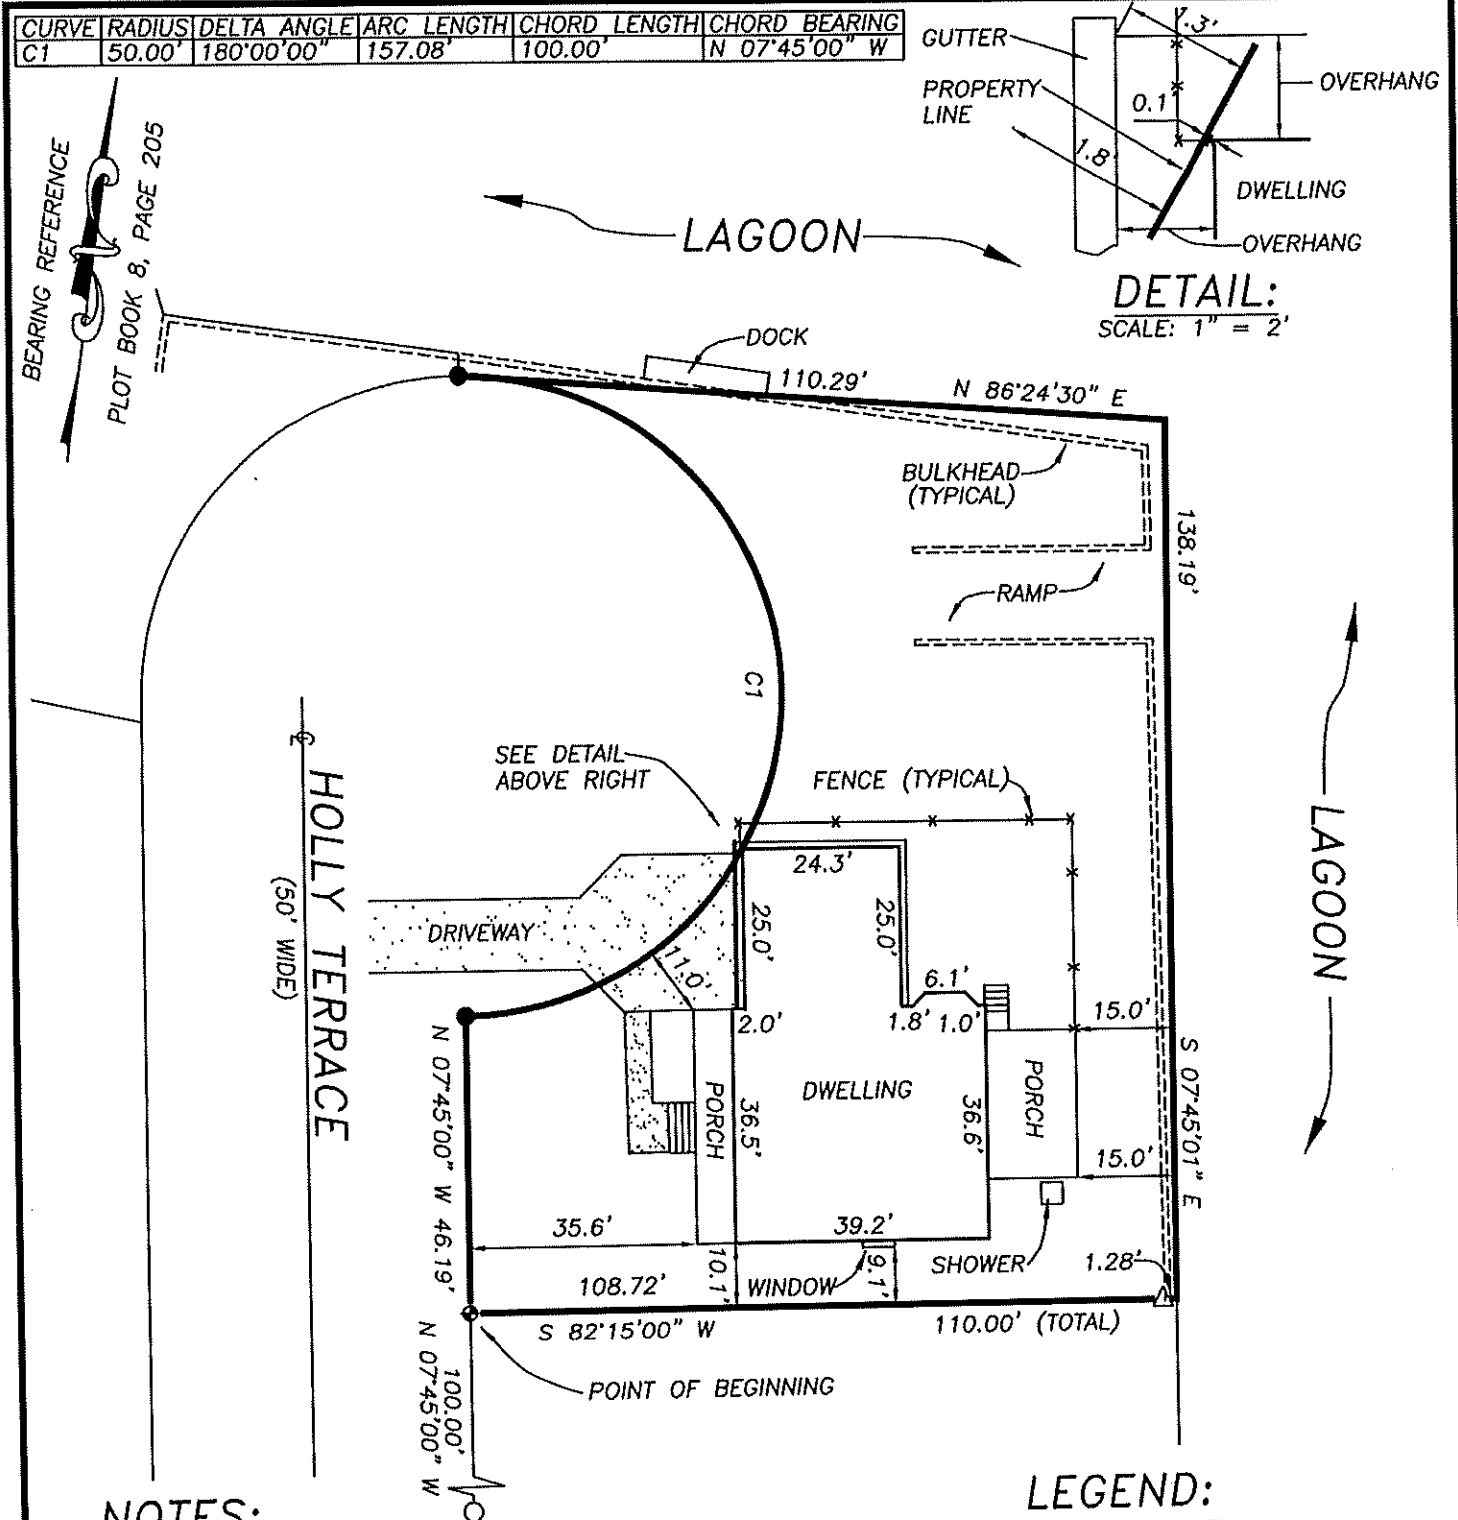 CURVE RADIUS DELTA ANGLE ARC LENGTH CHORD LENGTH CHORD BEARING
C1 50.00' 180°00'00" 157.08' 100.00' N 07°45'00" W
GUTTER
PROPERTY
LINE
1.8'
0.1
OVERHANG
DWELLING
OVERHANG
DETAIL:
SCALE: 1" = 2'
BEARING REFERENCE
PLOT BOOK 8, PAGE 205
LAGOON
DOCK
110.29'
N 86°24'30" E
BULKHEAD
(TYPICAL)
138.19'
RAMP
C1
SEE DETAIL
ABOVE RIGHT
FENCE (TYPICAL)
LAGOON
HOLLY TERRACE
(50' WIDE)
DRIVEWAY
24.3'
25.0'
25.0'
11.0'
6.1'
2.0'
1.8'
1.0'
15.0'
S 07°45'01" E
PORCH
36.5'
DWELLING
36.6'
PORCH
15.0'
N 07°45'00" W 46.19'
35.6'
39.2'
10.1'
WINDOW
9.1'
SHOWER
1.28'
108.72'
S 82°15'00" W
110.00' (TOTAL)
POINT OF BEGINNING
100.00'
N 07°45'00" W
NOTES:
LEGEND: